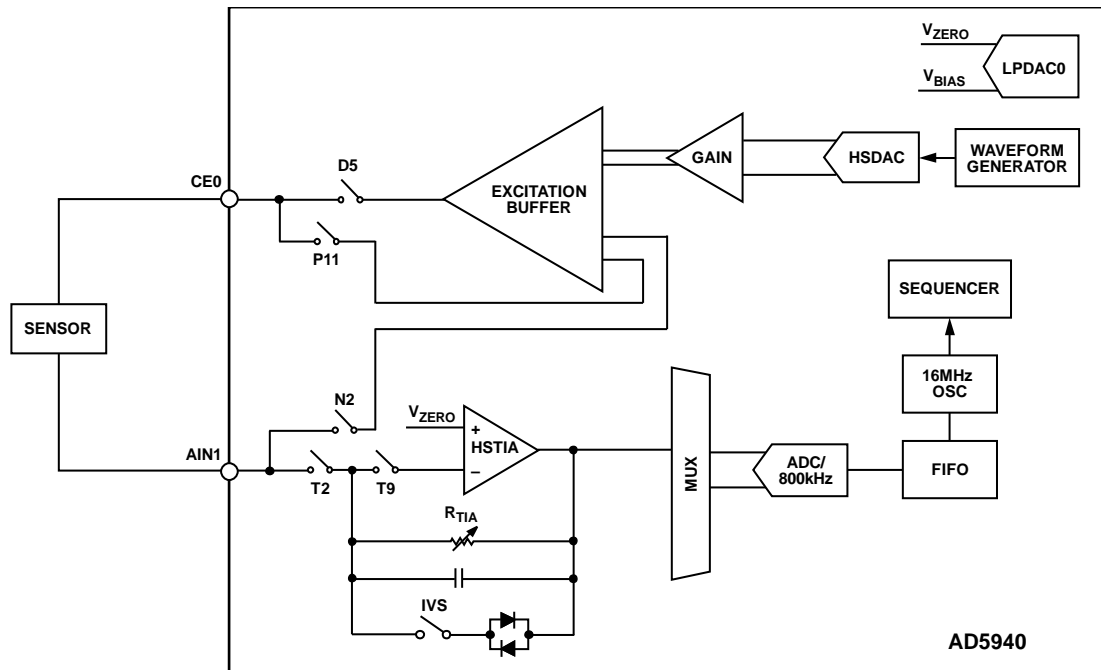 VZERO
LPDAC0
VBIAS
GAIN
HSDAC
WAVEFORM
GENERATOR
D5
CE0
EXCITATION
BUFFER
P11
SEQUENCER
SENSOR
16MHz
OSC
N2
VZERO
+
HSTIA
–
AIN1
T2
T9
MUX
ADC/
800kHz
FIFO
RTIA
IVS
AD5940